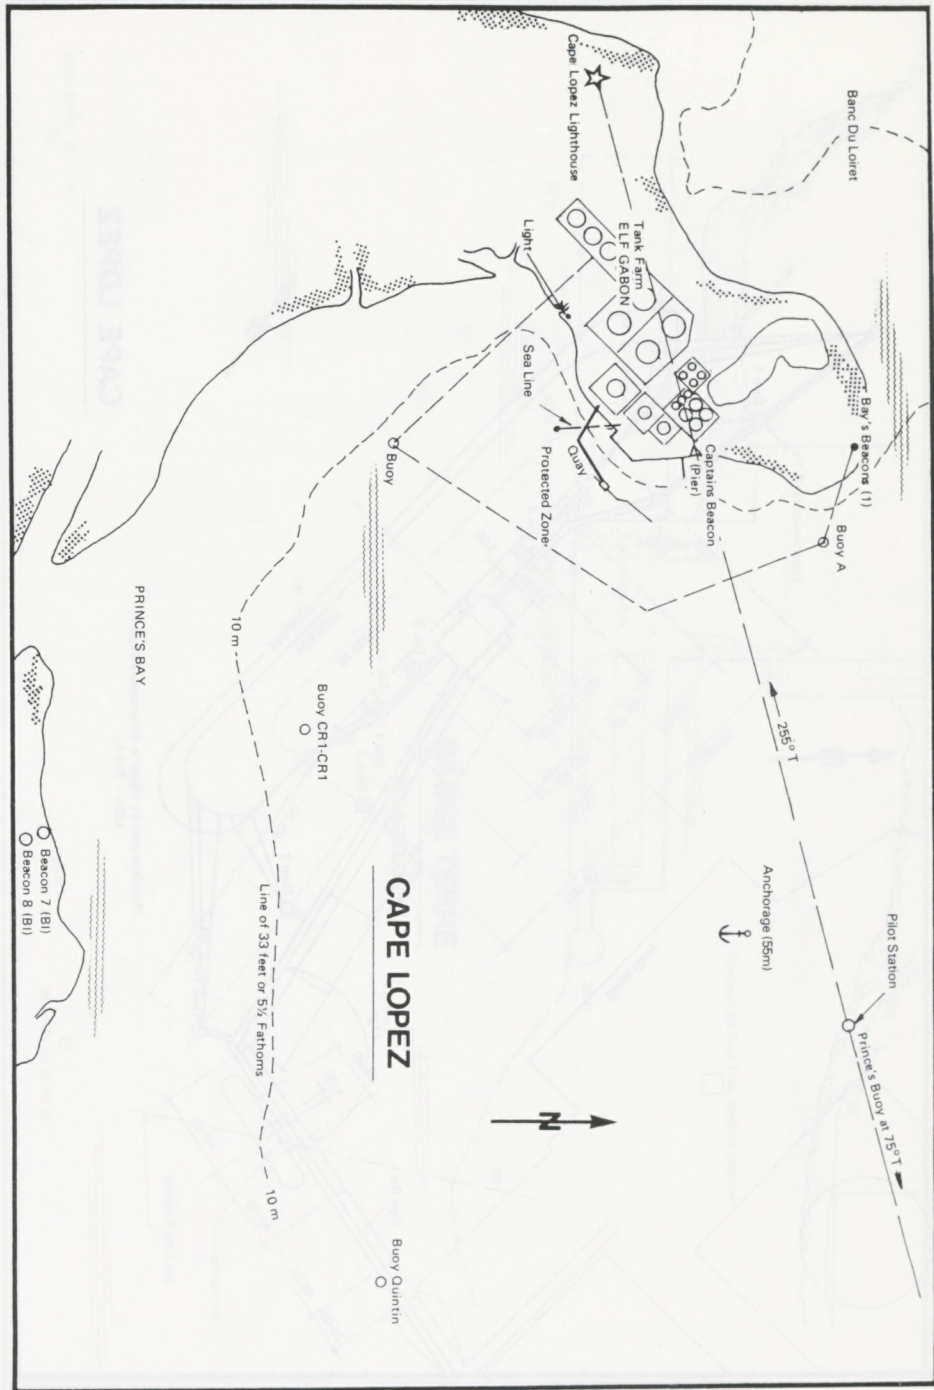 Banc Du Loiret
Cape Lopez Lighthouse
Tank Farm
ELF GABON
Light
Bay's Beacons (1)
Buoy A
Captains Beacon
(Pier)
Sea Line
Quay
Protected Zone
Buoy
255° T
Pilot Station
Prince's Buoy at 75° T
Anchorage (55m)
PRINCE'S BAY
10 m
Buoy CR1-CR1
CAPE LOPEZ
Line of 33 feet or 5½ Fathoms
N
10 m
Buoy Quintin
Beacon 7 (BI)
Beacon 8 (BI)